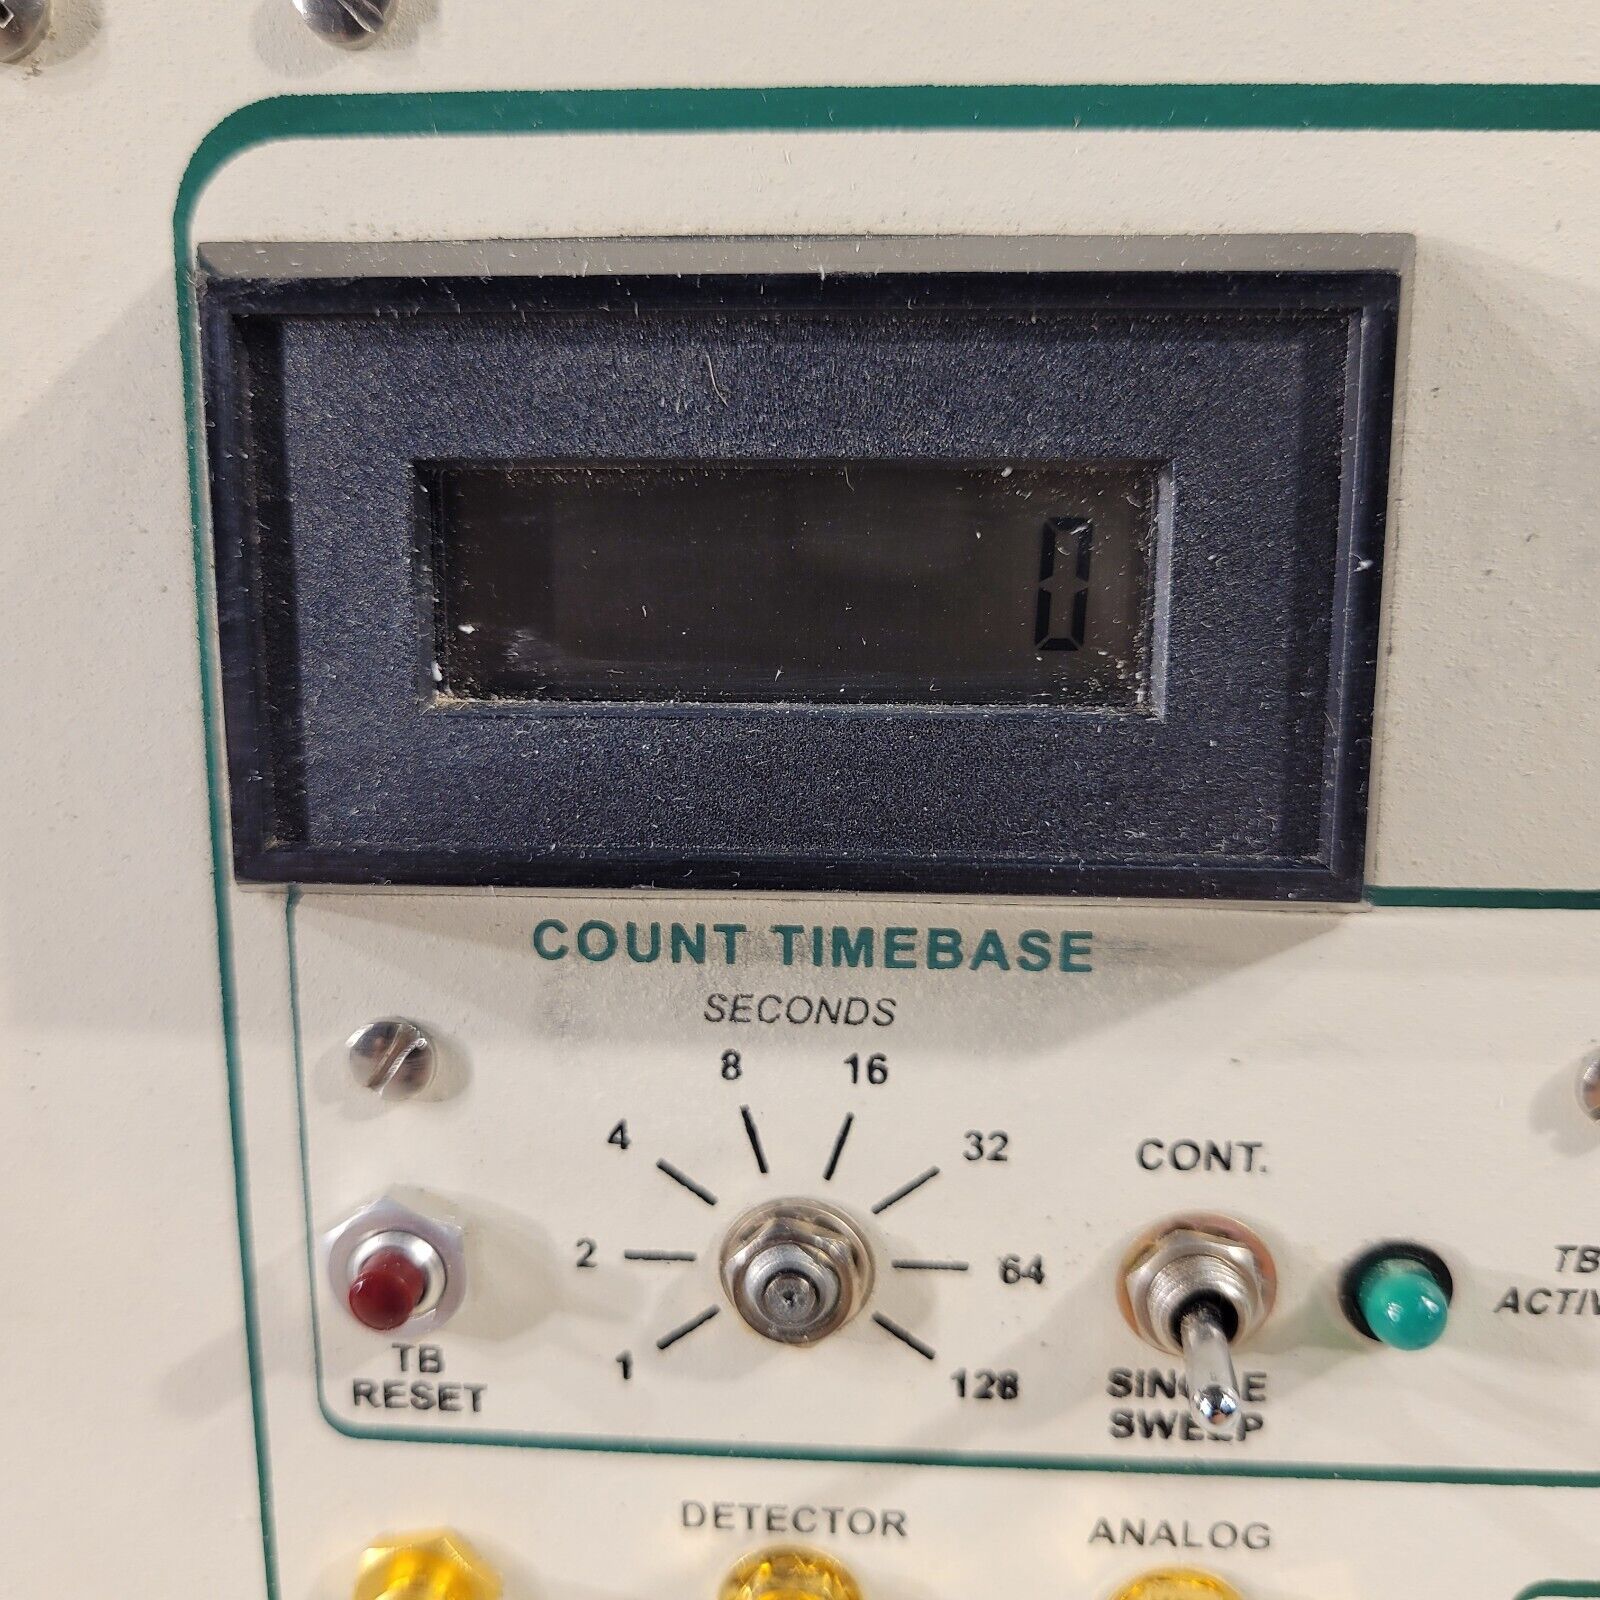 0
COUNT TIMEBASE
SECONDS
8 16
4 32
2 64
1 128
CONT.
TB
RESET
SINGLE
SWEEP
TB
DETECTOR
ANALOG